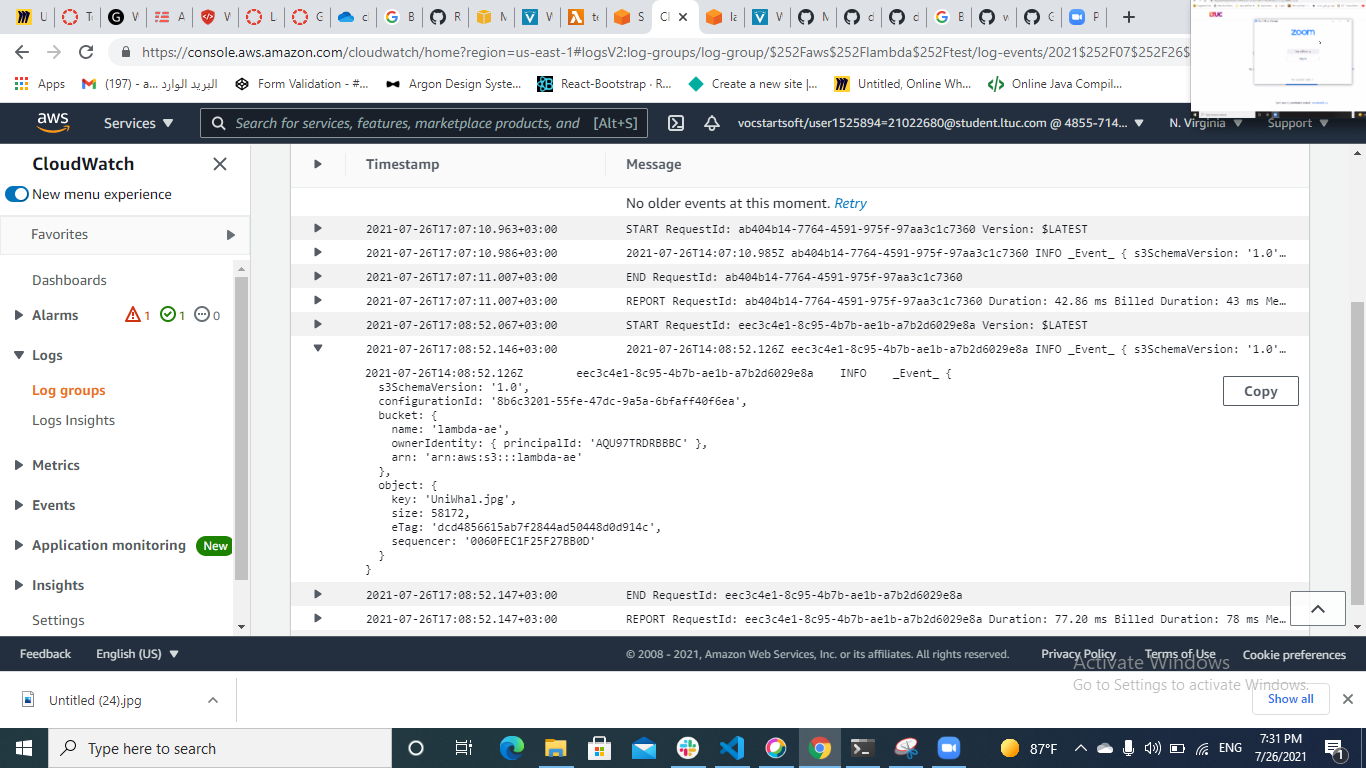 https://console.aws.amazon.com/cloudwatch/home?region=us-east-1#logsV2:log-groups/log-group/$252Faws$252Flambda$252Ftest/log-events/2021$252F07$252F26$
Apps
(197) - البريد الوارد - a...
Form Validation - #...
Argon Design Syste...
React-Bootstrap · R...
Create a new site |...
Untitled, Online Wh...
Online Java Compil...
zoom
aws
Services
Search for services, features, marketplace products, and [Alt+S]
vocstartsoft/user1525894=21022680@student.ltuc.com @ 4855-714...
N. Virginia
Support
CloudWatch
New menu experience
Favorites
Dashboards
Alarms 1 1 0
Logs
Log groups
Logs Insights
Metrics
Events
Application monitoring New
Insights
Settings
Timestamp Message
No older events at this moment. Retry
2021-07-26T17:07:10.963+03:00 START RequestId: ab404b14-7764-4591-975f-97aa3c1c7360 Version: $LATEST
2021-07-26T17:07:10.986+03:00 2021-07-26T14:07:10.985Z ab404b14-7764-4591-975f-97aa3c1c7360 INFO _Event_ { s3SchemaVersion: '1.0'...
2021-07-26T17:07:11.007+03:00 END RequestId: ab404b14-7764-4591-975f-97aa3c1c7360
2021-07-26T17:07:11.007+03:00 REPORT RequestId: ab404b14-7764-4591-975f-97aa3c1c7360 Duration: 42.86 ms Billed Duration: 43 ms Me...
2021-07-26T17:08:52.067+03:00 START RequestId: eec3c4e1-8c95-4b7b-ae1b-a7b2d6029e8a Version: $LATEST
2021-07-26T17:08:52.146+03:00 2021-07-26T14:08:52.126Z eec3c4e1-8c95-4b7b-ae1b-a7b2d6029e8a INFO _Event_ { s3SchemaVersion: '1.0'...
2021-07-26T14:08:52.126Z eec3c4e1-8c95-4b7b-ae1b-a7b2d6029e8a INFO _Event_ {
s3SchemaVersion: '1.0',
configurationId: '8b6c3201-55fe-47dc-9a5a-6bfaff40f6ea',
bucket: {
name: 'lambda-ae',
ownerIdentity: { principalId: 'AQU97TRDRBBBC' },
arn: 'arn:aws:s3:::lambda-ae'
},
object: {
key: 'UniWhal.jpg',
size: 58172,
eTag: 'dcd4856615ab7f2844ad50448d0d914c',
sequencer: '0060FEC1F25F27BB0D'
}
}
Copy
2021-07-26T17:08:52.147+03:00 END RequestId: eec3c4e1-8c95-4b7b-ae1b-a7b2d6029e8a
2021-07-26T17:08:52.147+03:00 REPORT RequestId: eec3c4e1-8c95-4b7b-ae1b-a7b2d6029e8a Duration: 77.20 ms Billed Duration: 78 ms Me...
Feedback English (US) © 2008 - 2021, Amazon Web Services, Inc. or its affiliates. All rights reserved. Privacy Policy Terms of Use Cookie preferences
Activate Windows
Go to Settings to activate Windows.
Untitled (24).jpg
Show all
Type here to search
87°F
ENG
7:31 PM
7/26/2021
1